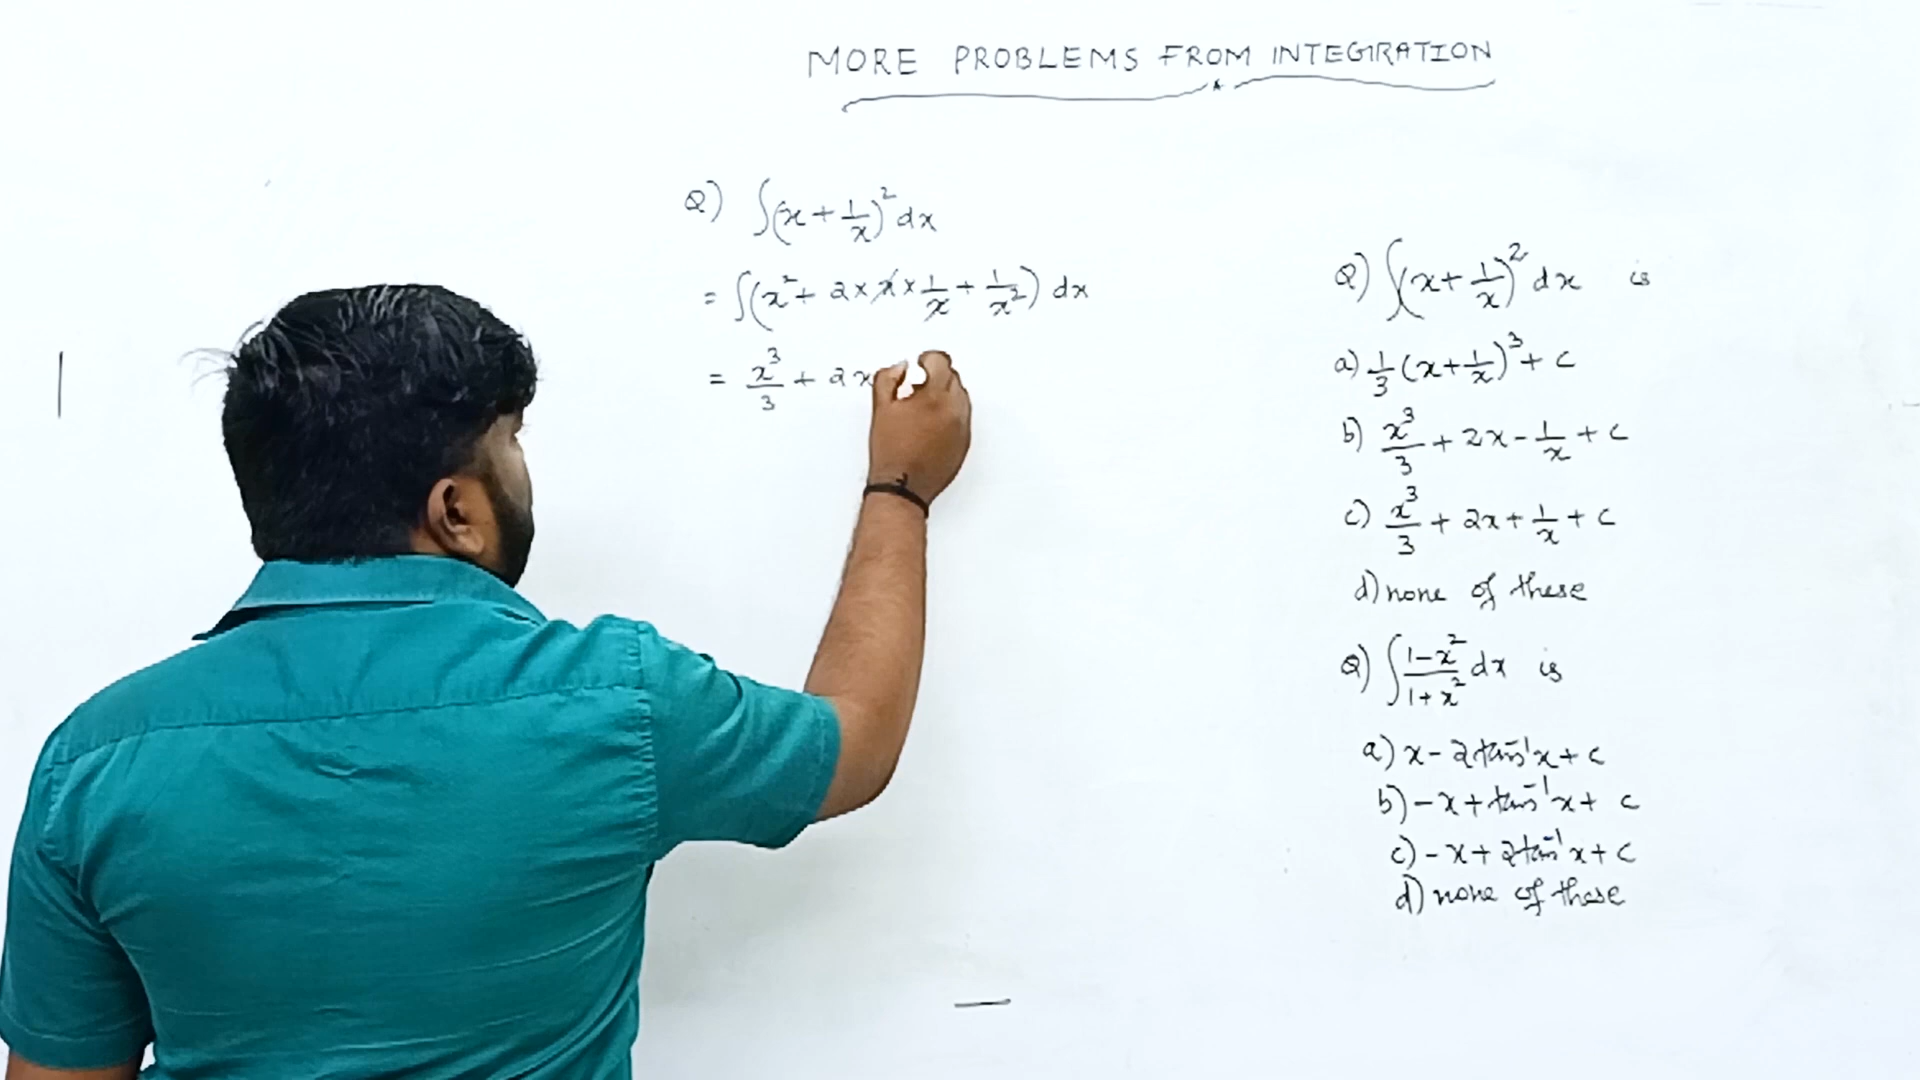 MORE PROBLEMS FROM INTEGRATION
Q) ∫(x + 1/x)² dx
= ∫(x² + 2 × x × 1/x + 1/x²) dx
= x³/3 + 2x
Q) ∫(x + 1/x)² dx is
a) 1/3 (x + 1/x)³ + c
b) x³/3 + 2x - 1/x + c
c) x³/3 + 2x + 1/x + c
d) none of these
Q) ∫ (1-x²)/(1+x²) dx is
a) x - 2tan⁻¹x + c
b) -x + tan⁻¹x + c
c) -x + 2tan⁻¹x + c
d) none of these